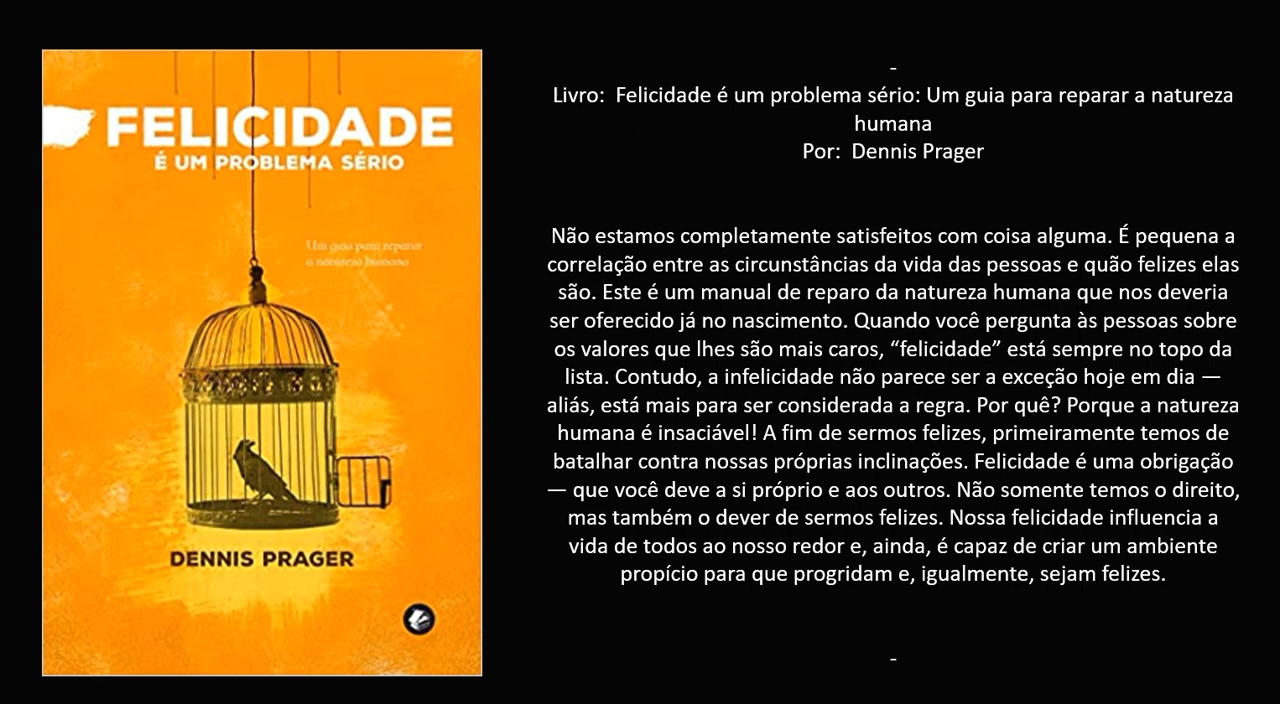 FELICIDADE
É UM PROBLEMA SÉRIO
Um guia para reparar
a natureza humana
DENNIS PRAGER
-
Livro: Felicidade é um problema sério: Um guia para reparar a natureza
humana
Por: Dennis Prager
Não estamos completamente satisfeitos com coisa alguma. É pequena a
correlação entre as circunstâncias da vida das pessoas e quão felizes elas
são. Este é um manual de reparo da natureza humana que nos deveria
ser oferecido já no nascimento. Quando você pergunta às pessoas sobre
os valores que lhes são mais caros, “felicidade” está sempre no topo da
lista. Contudo, a infelicidade não parece ser a exceção hoje em dia —
aliás, está mais para ser considerada a regra. Por quê? Porque a natureza
humana é insaciável! A fim de sermos felizes, primeiramente temos de
batalhar contra nossas próprias inclinações. Felicidade é uma obrigação
— que você deve a si próprio e aos outros. Não somente temos o direito,
mas também o dever de sermos felizes. Nossa felicidade influencia a
vida de todos ao nosso redor e, ainda, é capaz de criar um ambiente
propício para que progridam e, igualmente, sejam felizes.
-